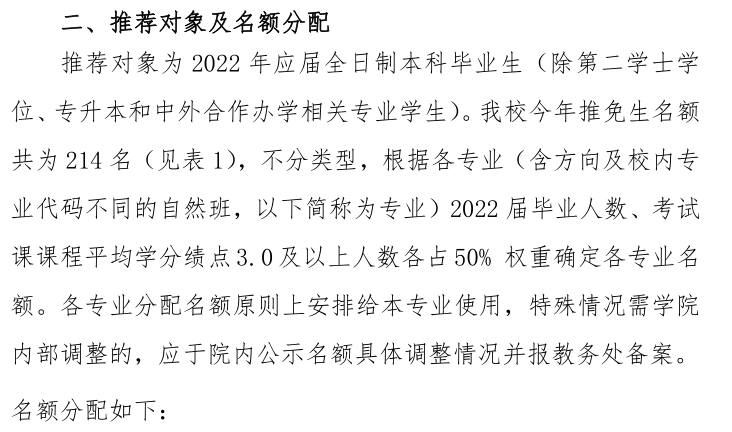 二、推荐对象及名额分配
推荐对象为 2022 年应届全日制本科毕业生（除第二学士学
位、专升本和中外合作办学相关专业学生）。我校今年推免生名额
共为 214 名（见表 1），不分类型，根据各专业（含方向及校内专
业代码不同的自然班，以下简称为专业）2022 届毕业人数、考试
课课程平均学分绩点 3.0 及以上人数各占 50% 权重确定各专业名
额。各专业分配名额原则上安排给本专业使用，特殊情况需学院
内部调整的，应于院内公示名额具体调整情况并报教务处备案。
名额分配如下：